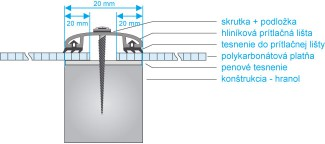 20 mm
20 mm
20 mm
skrutka + podložka
hliníková prítlačná lišta
tesnenie do prítlačnej lišty
polykarbonátová platňa
penové tesnenie
konštrukcia - hranol